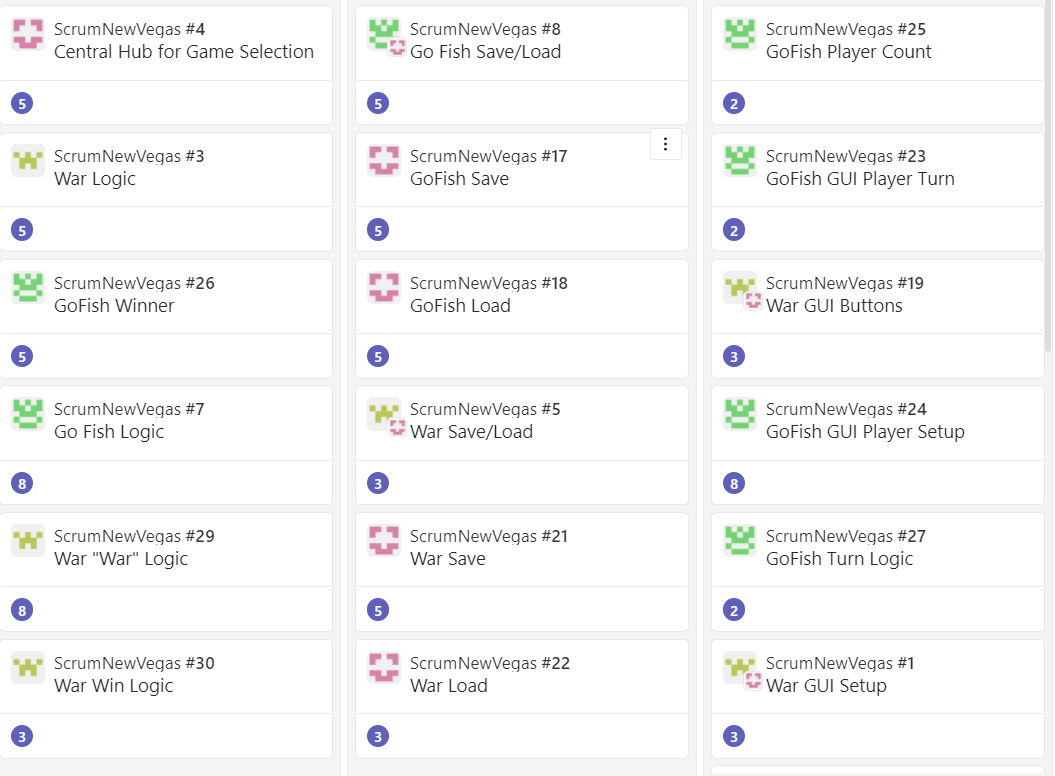 ScrumNewVegas #4
Central Hub for Game Selection
5
ScrumNewVegas #3
War Logic
5
ScrumNewVegas #26
GoFish Winner
5
ScrumNewVegas #7
Go Fish Logic
8
ScrumNewVegas #29
War "War" Logic
8
ScrumNewVegas #30
War Win Logic
3
ScrumNewVegas #8
Go Fish Save/Load
5
ScrumNewVegas #17
GoFish Save
5
ScrumNewVegas #18
GoFish Load
5
ScrumNewVegas #5
War Save/Load
3
ScrumNewVegas #21
War Save
5
ScrumNewVegas #22
War Load
3
ScrumNewVegas #25
GoFish Player Count
2
ScrumNewVegas #23
GoFish GUI Player Turn
2
ScrumNewVegas #19
War GUI Buttons
3
ScrumNewVegas #24
GoFish GUI Player Setup
8
ScrumNewVegas #27
GoFish Turn Logic
2
ScrumNewVegas #1
War GUI Setup
3